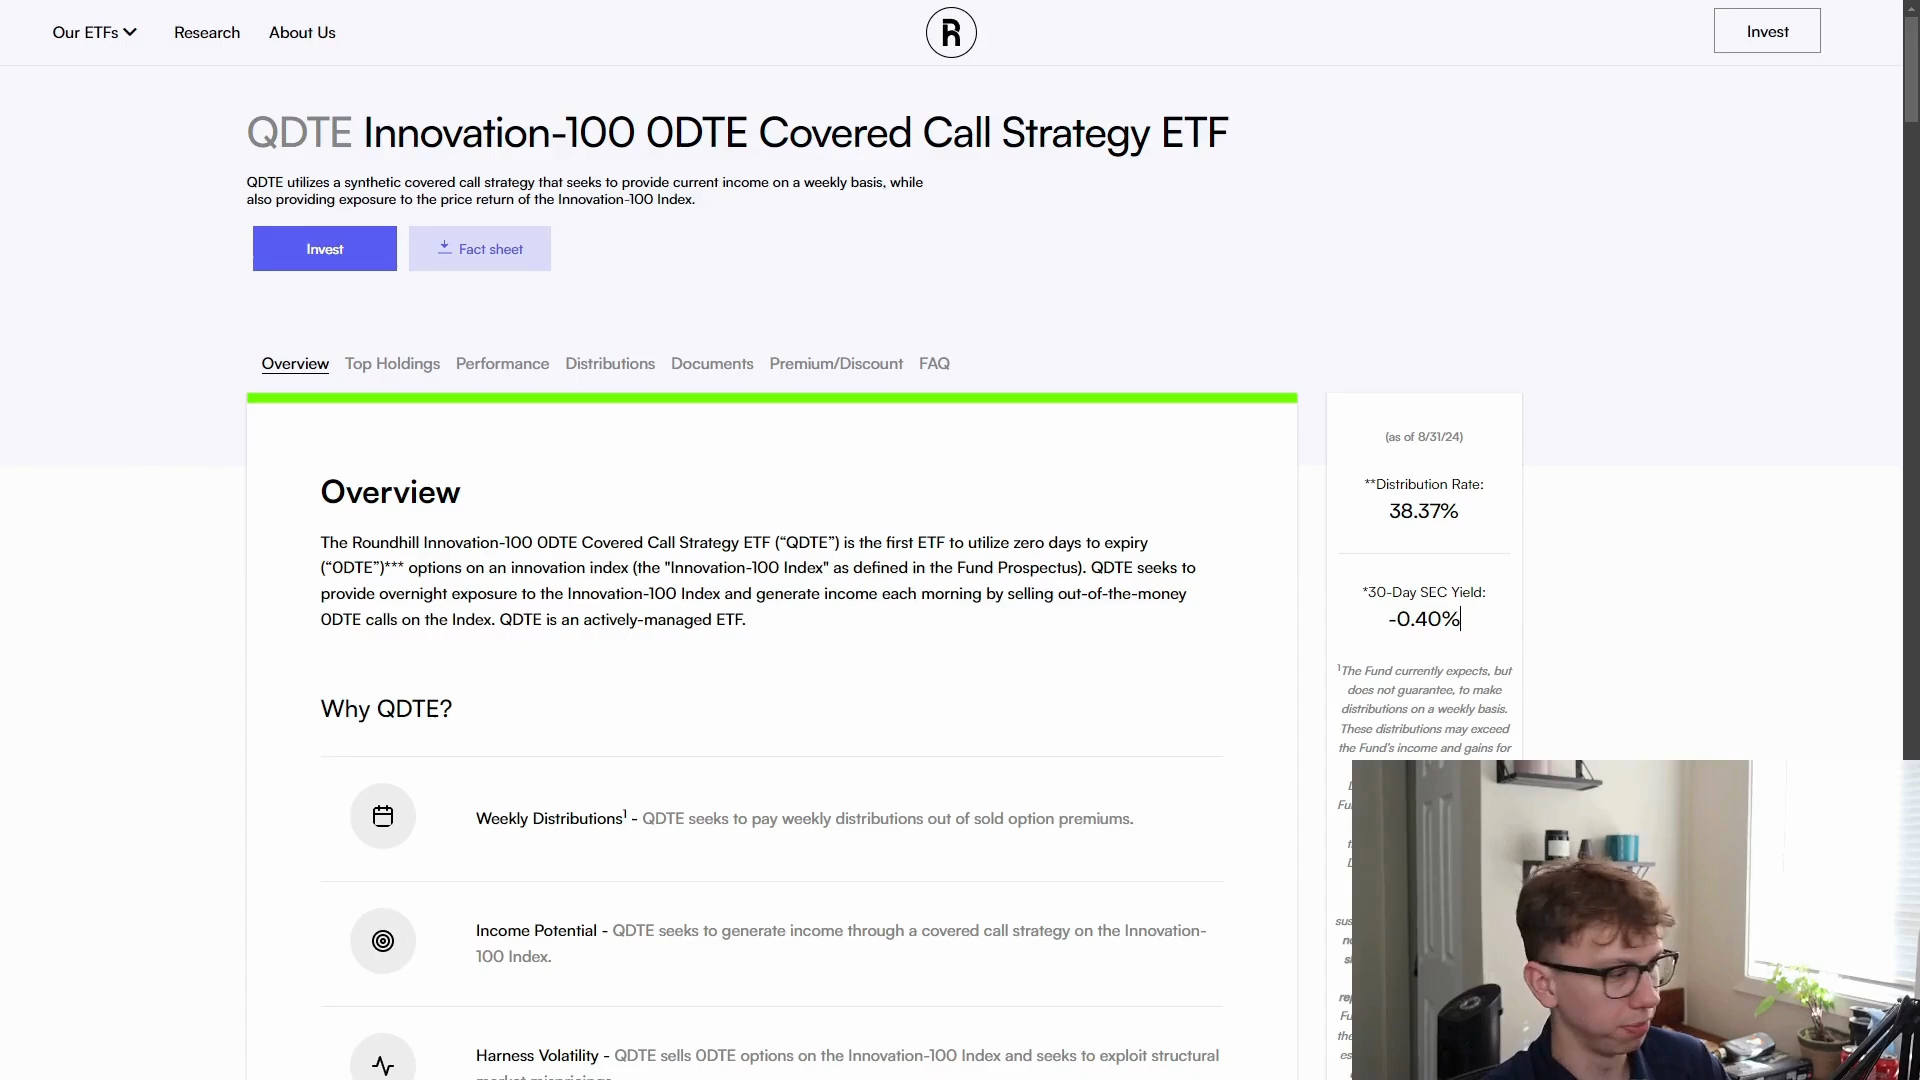 Our ETFs
Research
About Us
R
Invest
QDTE Innovation-100 0DTE Covered Call Strategy ETF
QDTE utilizes a synthetic covered call strategy that seeks to provide current income on a weekly basis, while
also providing exposure to the price return of the Innovation-100 Index.
Invest
Fact sheet
Overview
Top Holdings
Performance
Distributions
Documents
Premium/Discount
FAQ
Overview
The Roundhill Innovation-100 0DTE Covered Call Strategy ETF (“QDTE”) is the first ETF to utilize zero days to expiry
(“0DTE”)*** options on an innovation index (the "Innovation-100 Index" as defined in the Fund Prospectus). QDTE seeks to
provide overnight exposure to the Innovation-100 Index and generate income each morning by selling out-of-the-money
0DTE calls on the Index. QDTE is an actively-managed ETF.
Why QDTE?
Weekly Distributions¹ - QDTE seeks to pay weekly distributions out of sold option premiums.
Income Potential - QDTE seeks to generate income through a covered call strategy on the Innovation-
100 Index.
Harness Volatility - QDTE sells 0DTE options on the Innovation-100 Index and seeks to exploit structural
(as of 8/31/24)
**Distribution Rate:
38.37%
*30-Day SEC Yield:
-0.40%
¹The Fund currently expects, but
does not guarantee, to make
distributions on a weekly basis.
These distributions may exceed
the Fund's income and gains for